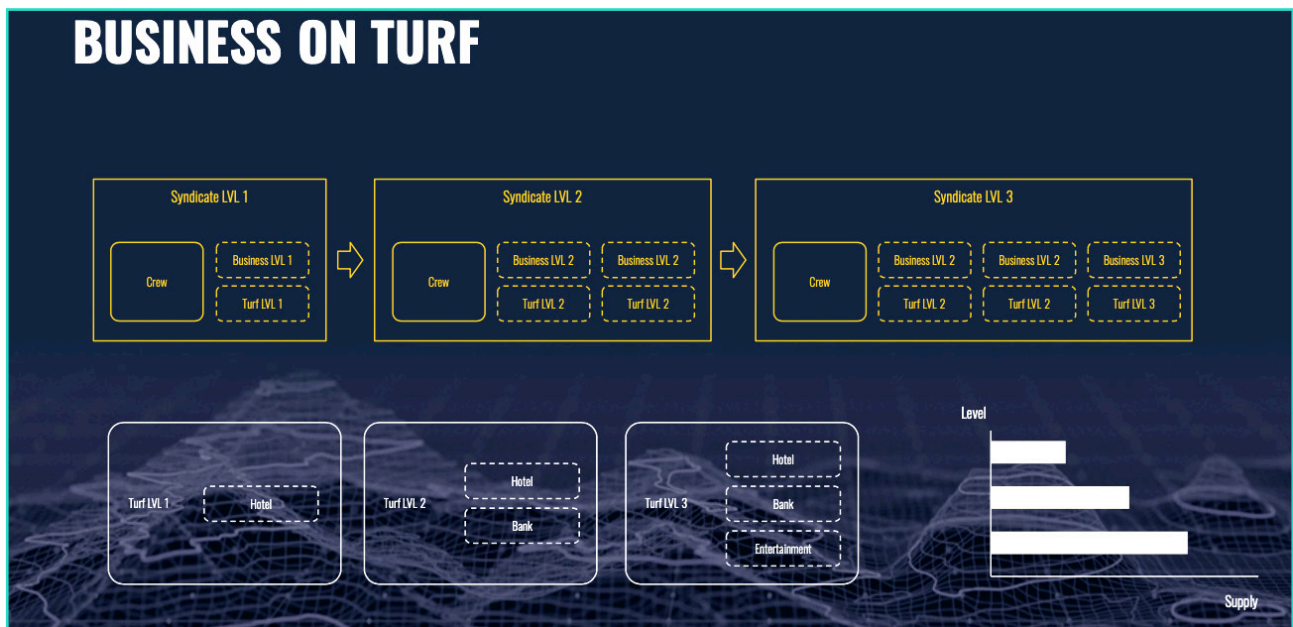 BUSINESS ON TURF
Syndicate LVL 1
Crew
Business LVL 1
Turf LVL 1
Syndicate LVL 2
Crew
Business LVL 2
Business LVL 2
Turf LVL 2
Turf LVL 2
Syndicate LVL 3
Crew
Business LVL 2
Business LVL 2
Business LVL 3
Turf LVL 2
Turf LVL 2
Turf LVL 3
Turf LVL 1
Hotel
Turf LVL 2
Hotel
Bank
Turf LVL 3
Hotel
Bank
Entertainment
Level
Supply